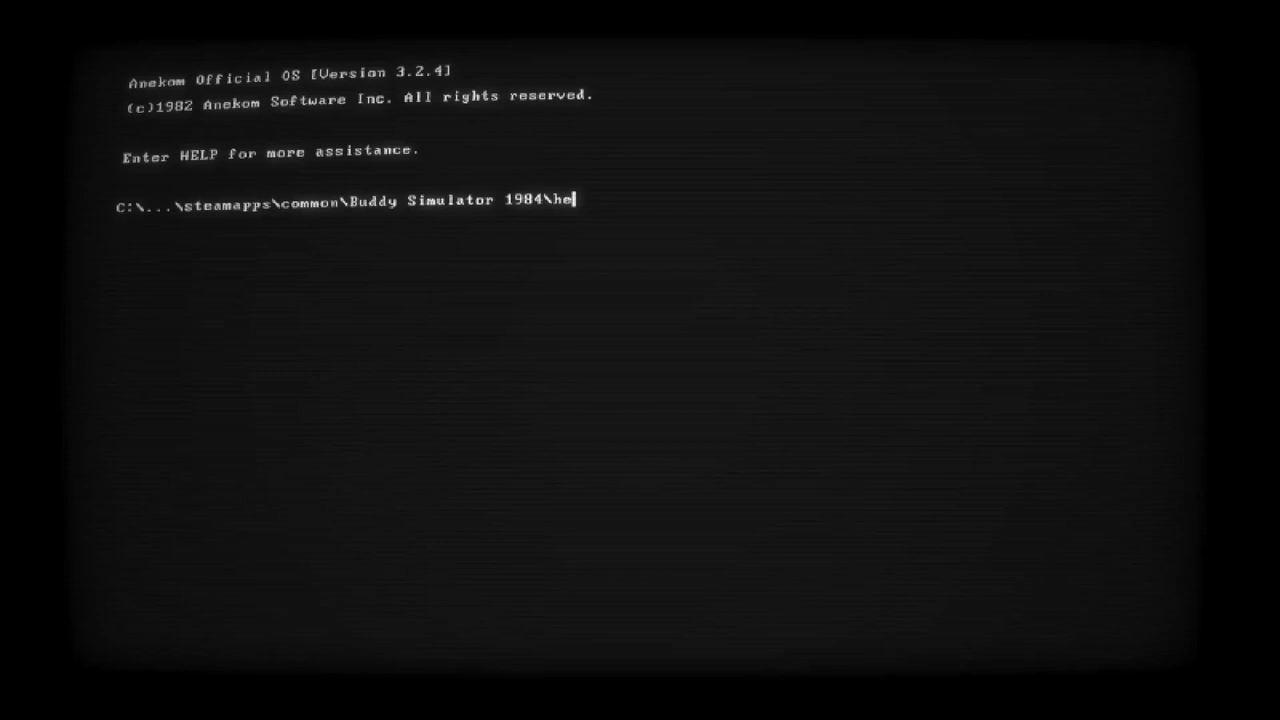 Anekom Official OS [Version 3.2.4]
(c)1982 Anekom Software Inc. All rights reserved.
Enter HELP for more assistance.
C:\...\steamapps\common\Buddy Simulator 1984\he